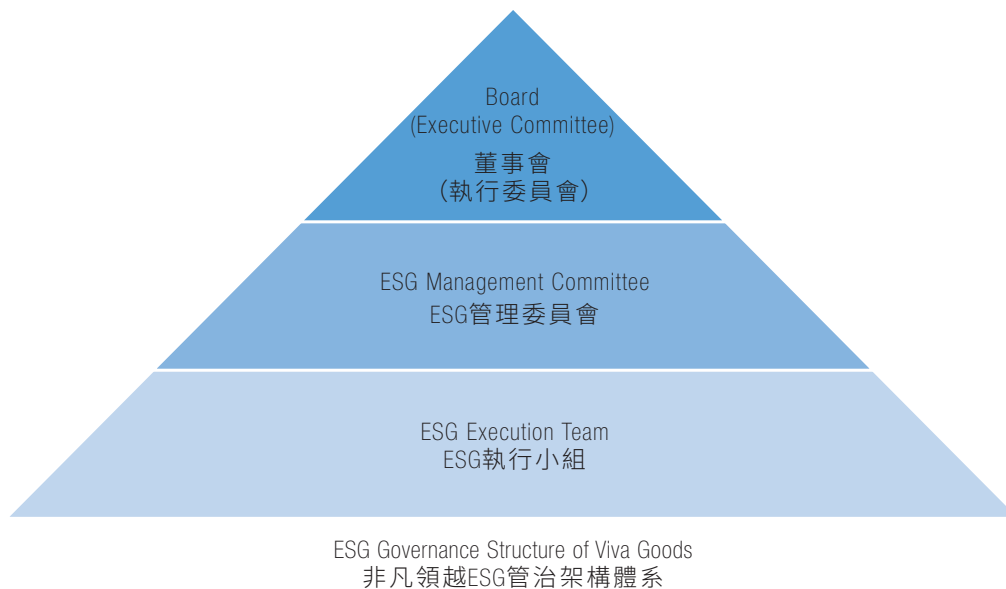 Board
(Executive Committee)
董事會
（執行委員會）
ESG Management Committee
ESG管理委員會
ESG Execution Team
ESG執行小組
ESG Governance Structure of Viva Goods
非凡領越ESG管治架構體系